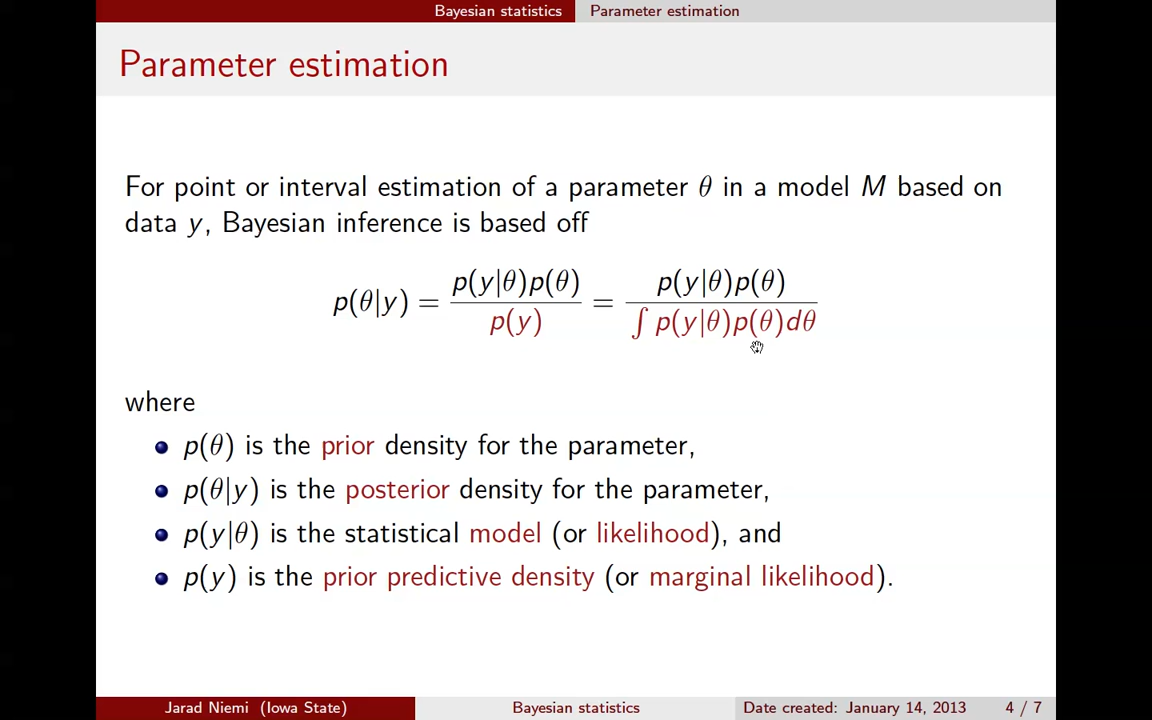 Bayesian statistics Parameter estimation
Parameter estimation
For point or interval estimation of a parameter θ in a model M based on
data y, Bayesian inference is based off
p(θ|y) = p(y|θ)p(θ) / p(y) = p(y|θ)p(θ) / ∫ p(y|θ)p(θ)dθ
where
p(θ) is the prior density for the parameter,
p(θ|y) is the posterior density for the parameter,
p(y|θ) is the statistical model (or likelihood), and
p(y) is the prior predictive density (or marginal likelihood).
Jarad Niemi (Iowa State) Bayesian statistics Date created: January 14, 2013 4 / 7